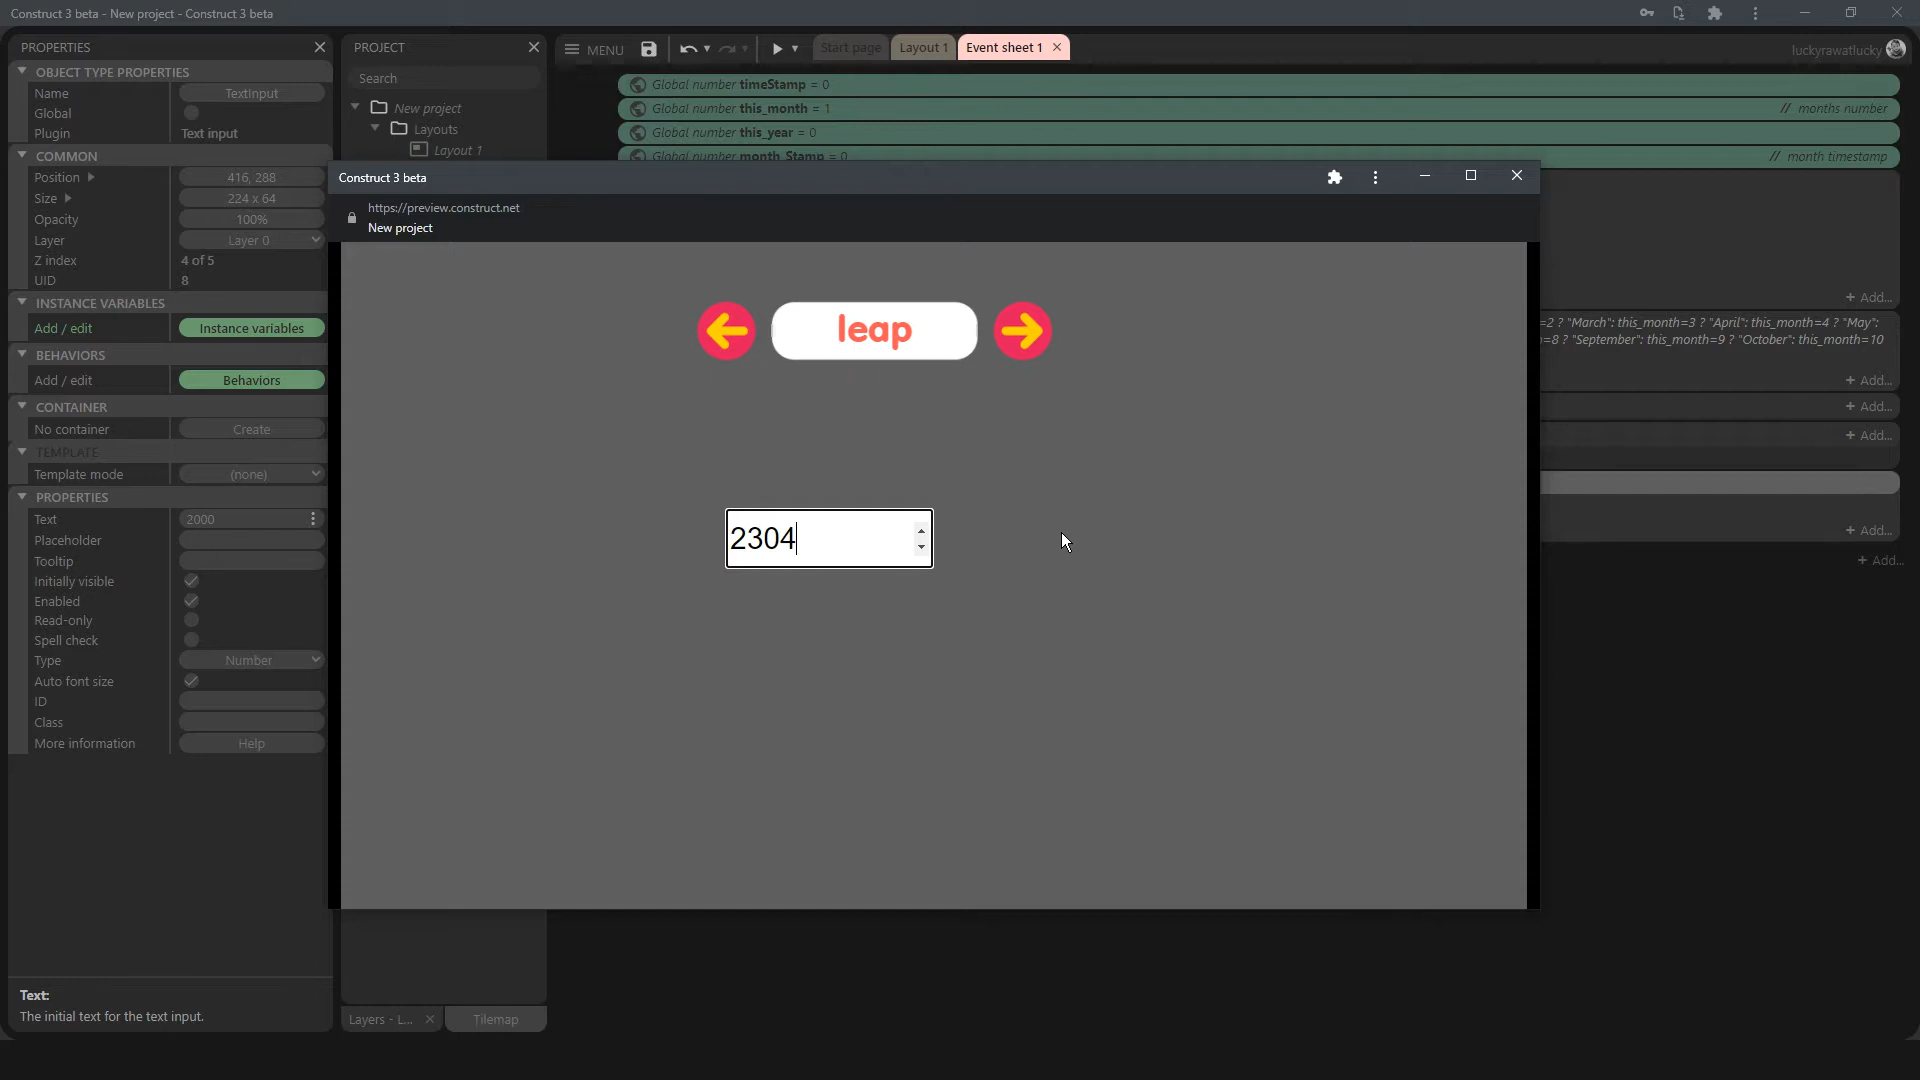 Construct 3 beta - New project - Construct 3 beta
PROPERTIES
OBJECT TYPE PROPERTIES
Name TextInput
Global
Plugin Text input
COMMON
Position 416, 288
Size 224 x 64
Opacity 100%
Layer Layer 0
Z index 4 of 5
UID 8
INSTANCE VARIABLES
Add / edit Instance variables
BEHAVIORS
Add / edit Behaviors
CONTAINER
No container Create
TEMPLATE
Template mode (none)
PROPERTIES
Text 2000
Placeholder
Tooltip
Initially visible
Enabled
Read-only
Spell check
Type Number
Auto font size
ID
Class
More information Help
Text:
The initial text for the text input.
PROJECT
Search
New project
Layouts
Layout 1
Layers - L...
Tilemap
MENU
Start page
Layout 1
Event sheet 1
luckyrawatlucky
Global number timeStamp = 0
Global number this_month = 1 // months number
Global number this_year = 0
Global number month_Stamp = 0 // month timestamp
+ Add...
=2 ? "March": this_month=3 ? "April": this_month=4 ? "May":
=8 ? "September": this_month=9 ? "October": this_month=10
+ Add...
+ Add...
+ Add...
+ Add...
+ Add...
Construct 3 beta
https://preview.construct.net
New project
leap
2304